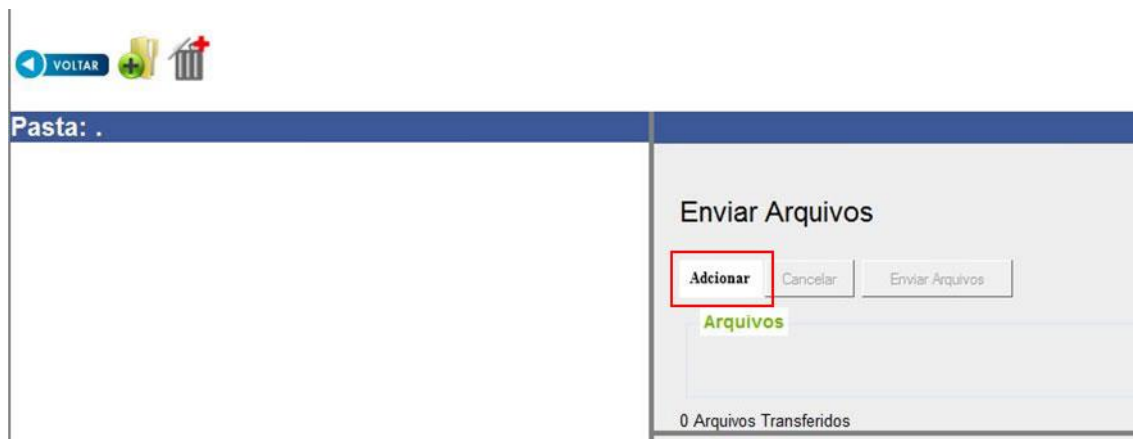 VOLTAR
Pasta: .
Enviar Arquivos
Adcionar Cancelar Enviar Arquivos
Arquivos
0 Arquivos Transferidos